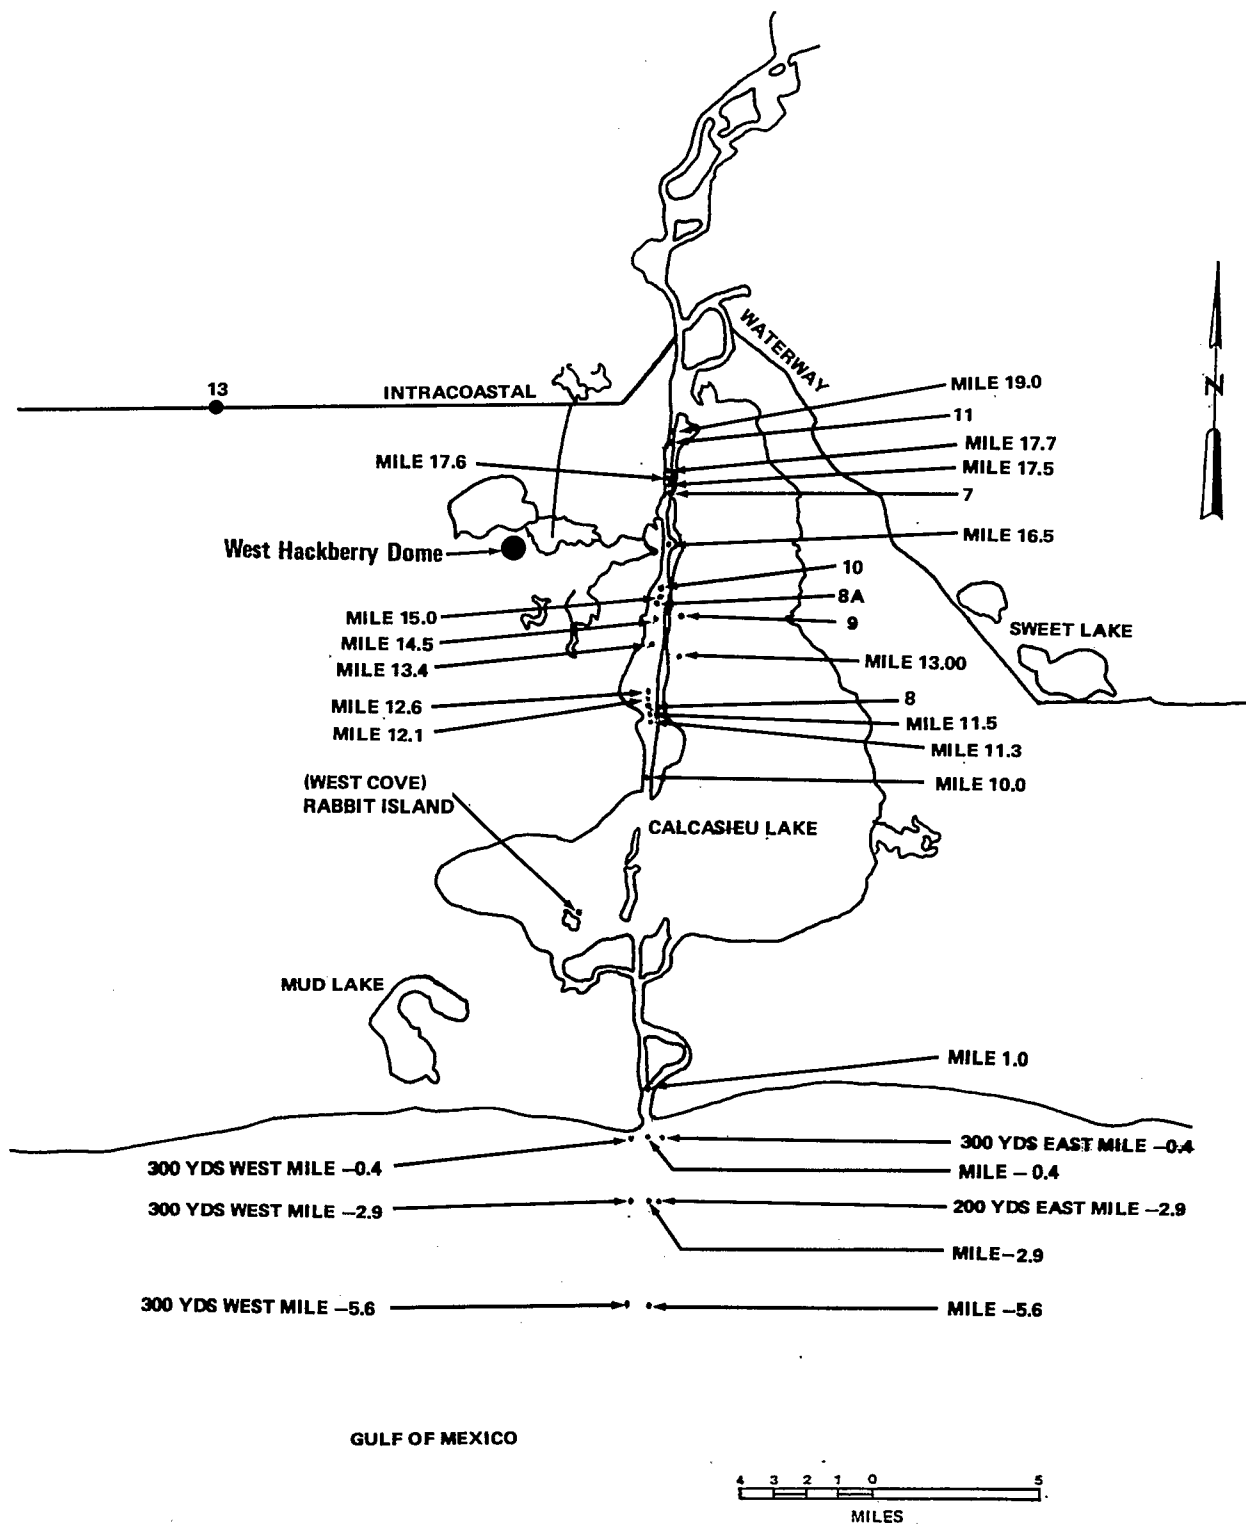 WATERWAY
13
INTRACOASTAL
MILE 19.0
11
MILE 17.7
MILE 17.6
MILE 17.5
7
N
West Hackberry Dome
MILE 16.5
10
8A
MILE 15.0
9
MILE 14.5
SWEET LAKE
MILE 13.4
MILE 13.00
MILE 12.6
8
MILE 12.1
MILE 11.5
MILE 11.3
(WEST COVE)
RABBIT ISLAND
MILE 10.0
CALCASIEU LAKE
MUD LAKE
MILE 1.0
300 YDS EAST MILE –0.4
300 YDS WEST MILE –0.4
MILE – 0.4
300 YDS WEST MILE –2.9
200 YDS EAST MILE –2.9
MILE–2.9
300 YDS WEST MILE –5.6
MILE –5.6
GULF OF MEXICO
4 3 2 1 0 5
MILES